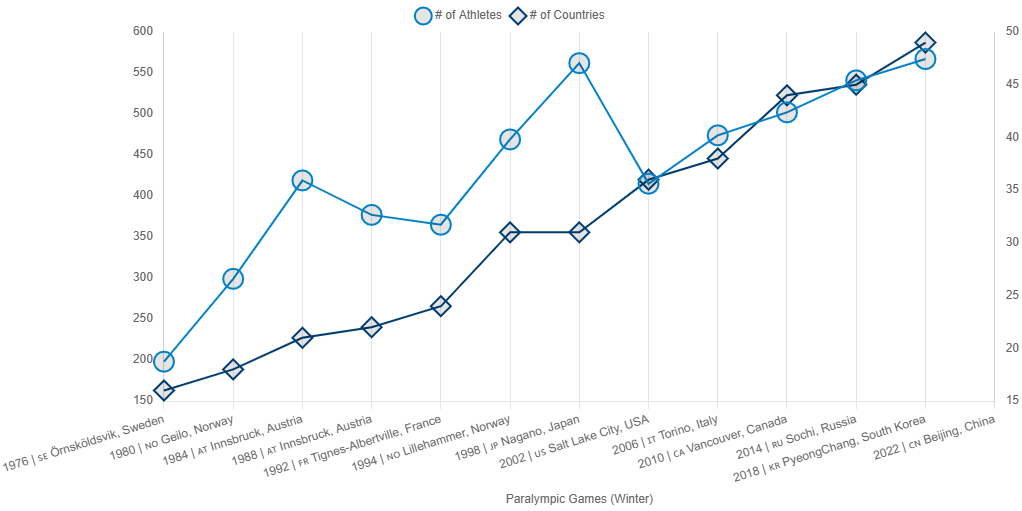 # of Athletes # of Countries
600 50
550
45
500
450 40
400
35
350
30
300
25
250
200 20
150 15
1976 | SE Örnsköldsvik, Sweden
1980 | NO Geilo, Norway
1984 | AT Innsbruck, Austria
1988 | AT Innsbruck, Austria
1992 | FR Tignes-Albertville, France
1994 | NO Lillehammer, Norway
1998 | JP Nagano, Japan
2002 | US Salt Lake City, USA
2006 | IT Torino, Italy
2010 | CA Vancouver, Canada
2014 | RU Sochi, Russia
2018 | KR PyeongChang, South Korea
2022 | CN Beijing, China
Paralympic Games (Winter)